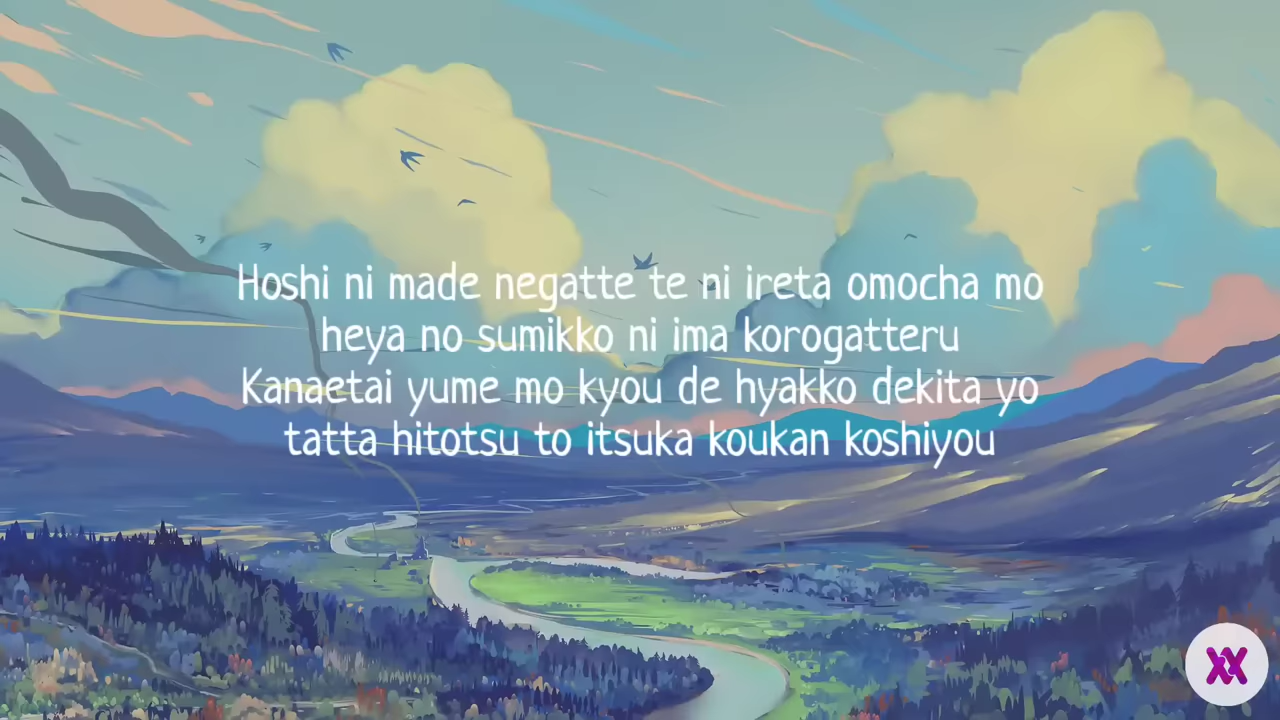 Hoshi ni made negatte te ni ireta omocha mo
heya no sumikko ni ima korogatteru
Kanaetai yume mo kyou de hyakko dekita yo
tatta hitotsu to itsuka koukan koshiyou